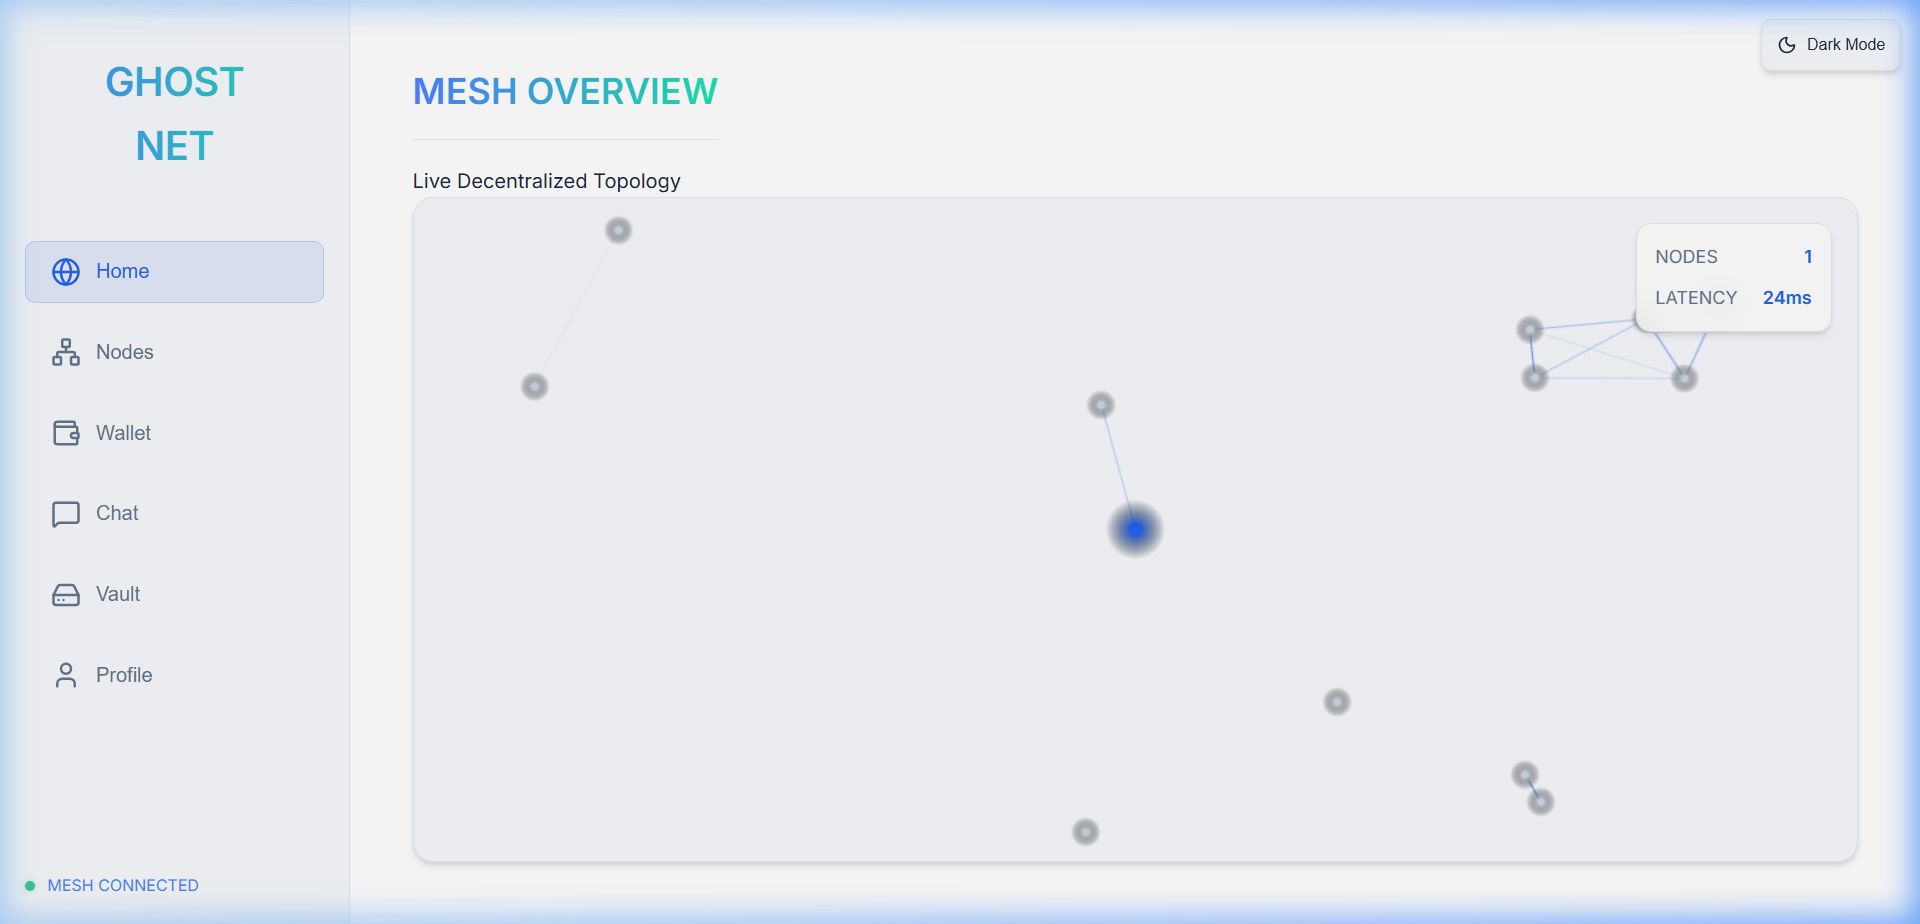 GHOST
NET
Home
Nodes
Wallet
Chat
Vault
Profile
MESH CONNECTED
Dark Mode
MESH OVERVIEW
Live Decentralized Topology
NODES 1
LATENCY 24ms